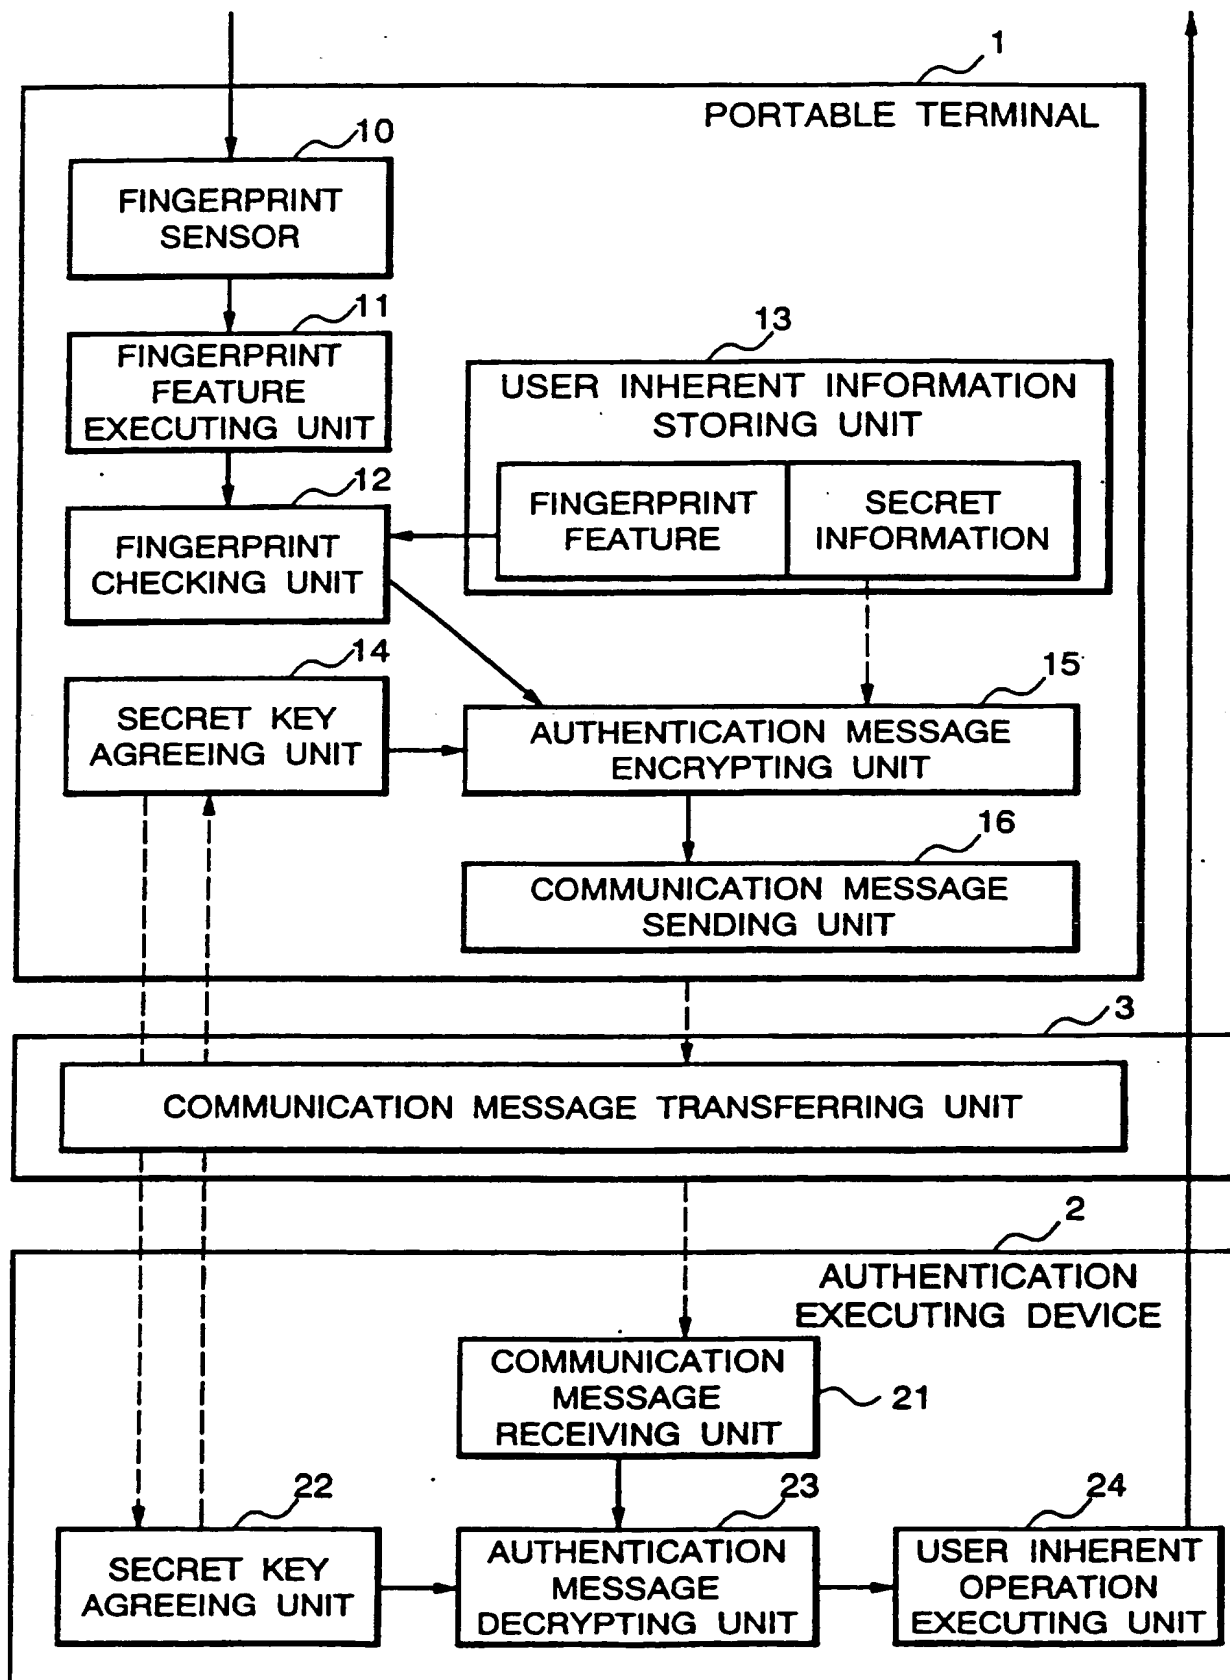 1
PORTABLE TERMINAL
10
FINGERPRINT
SENSOR
11
FINGERPRINT
FEATURE
EXECUTING UNIT
13
USER INHERENT INFORMATION
STORING UNIT
FINGERPRINT
FEATURE
SECRET
INFORMATION
12
FINGERPRINT
CHECKING UNIT
14
SECRET KEY
AGREEING UNIT
15
AUTHENTICATION MESSAGE
ENCRYPTING UNIT
16
COMMUNICATION MESSAGE
SENDING UNIT
3
COMMUNICATION MESSAGE TRANSFERRING UNIT
2
AUTHENTICATION
EXECUTING DEVICE
COMMUNICATION
MESSAGE
RECEIVING UNIT
21
22
SECRET KEY
AGREEING UNIT
23
AUTHENTICATION
MESSAGE
DECRYPTING UNIT
24
USER INHERENT
OPERATION
EXECUTING UNIT